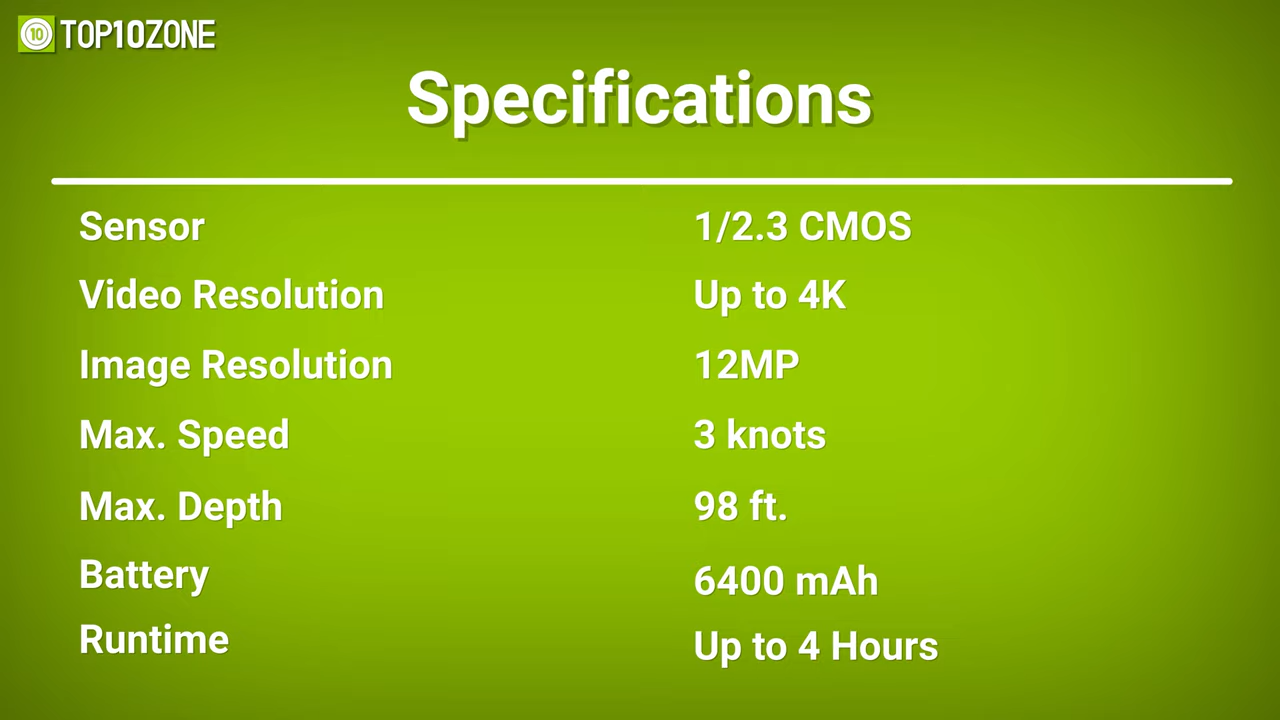 10 TOP10ZONE
Specifications
Sensor 1/2.3 CMOS
Video Resolution Up to 4K
Image Resolution 12MP
Max. Speed 3 knots
Max. Depth 98 ft.
Battery 6400 mAh
Runtime Up to 4 Hours